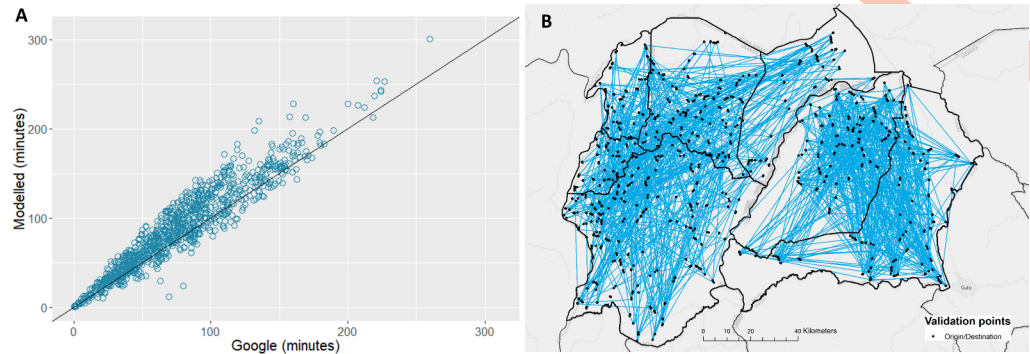 A
Modelled (minutes)
300
200
100
0
0
100
200
300
Google (minutes)
B
Gulu
0
10
20
40 Kilometers
Validation points
Origin/Destination